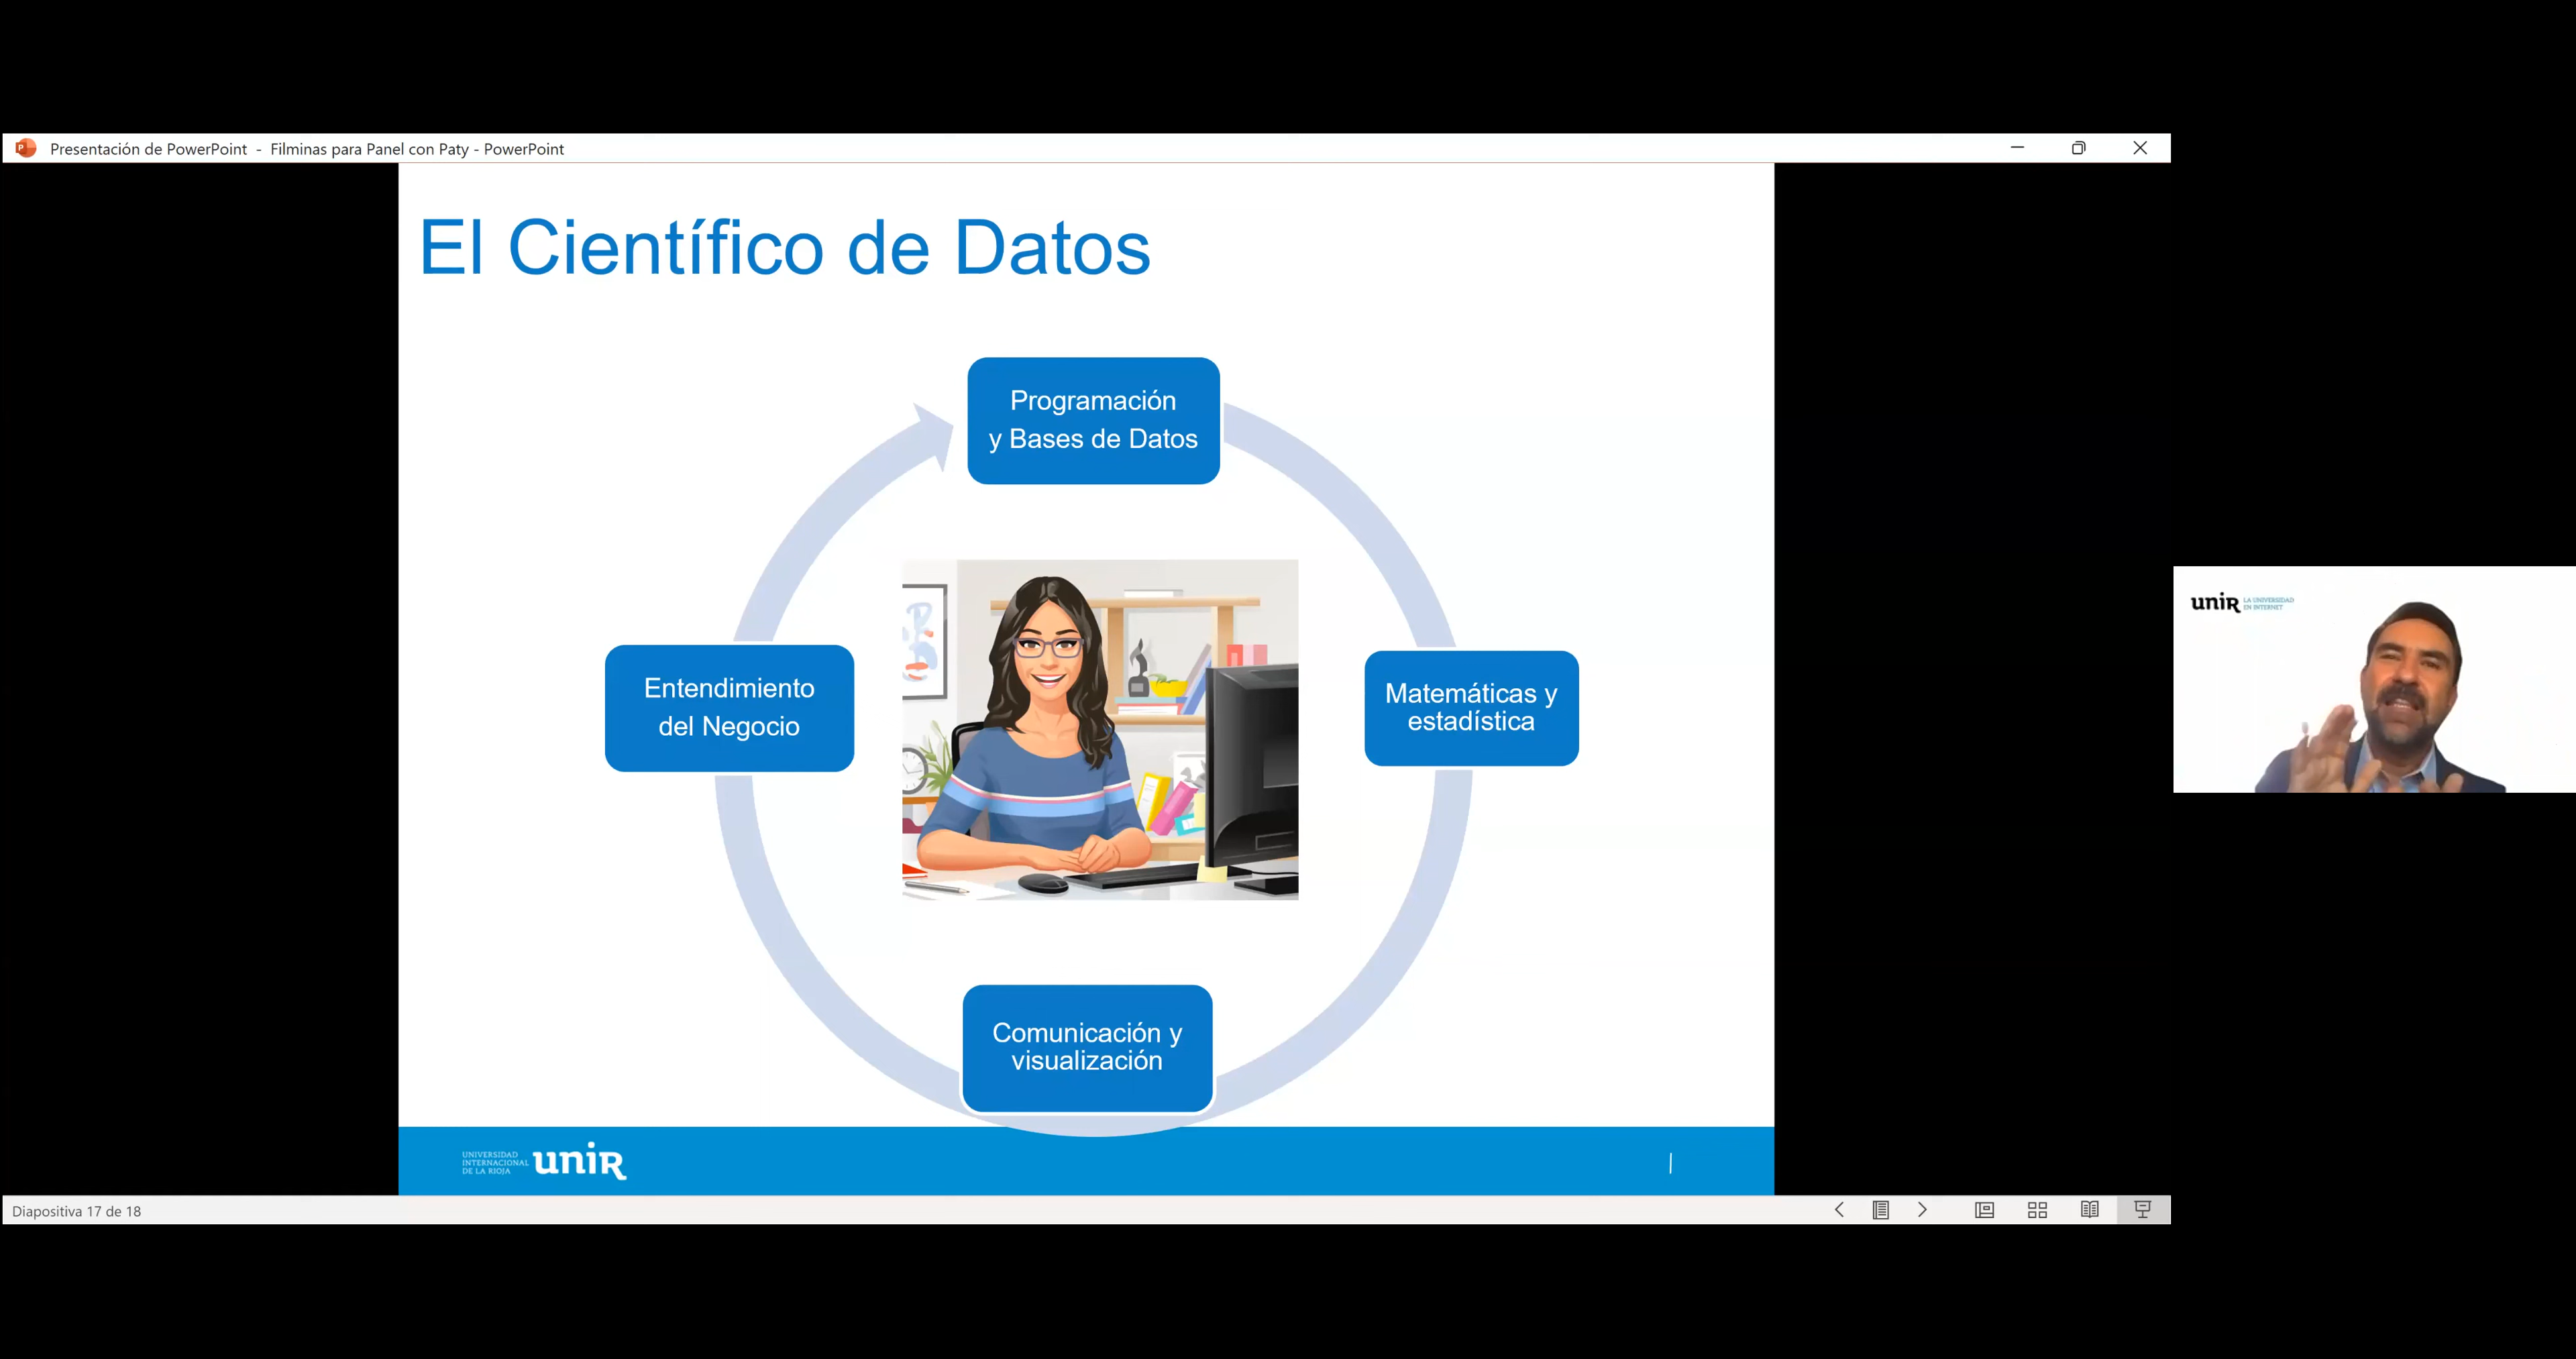 Presentación de PowerPoint - Filminas para Panel con Paty - PowerPoint
El Científico de Datos
Programación
y Bases de Datos
Entendimiento
del Negocio
Matemáticas y
estadística
Comunicación y
visualización
UNIVERSIDAD
INTERNACIONAL
DE LA RIOJA
unir
unir
LA UNIVERSIDAD
EN INTERNET
Diapositiva 17 de 18